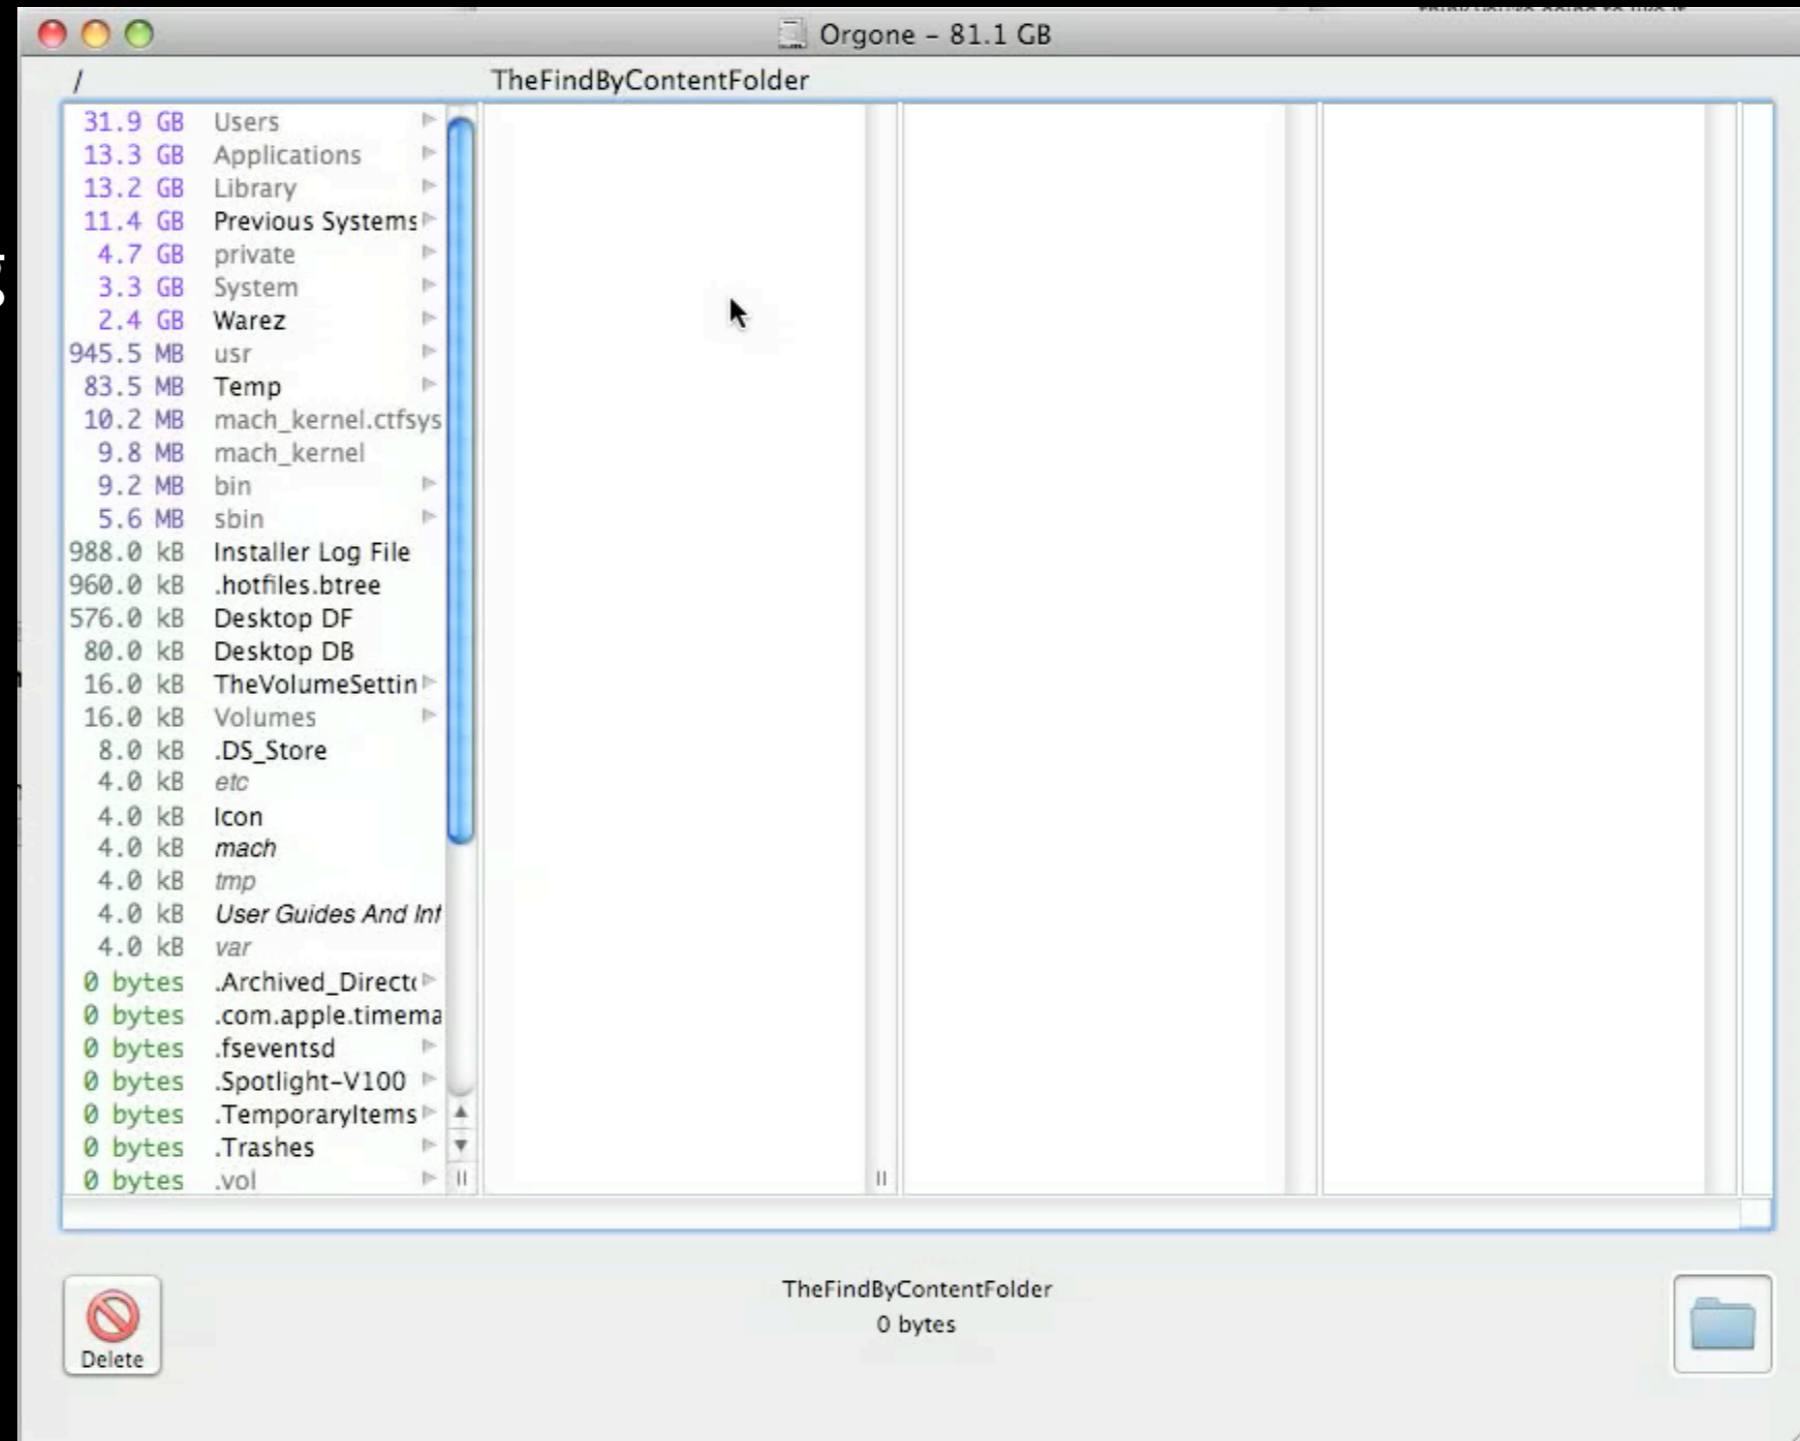 Orgone – 81.1 GB
/ TheFindByContentFolder
31.9 GB Users
13.3 GB Applications
13.2 GB Library
11.4 GB Previous Systems
4.7 GB private
3.3 GB System
2.4 GB Warez
945.5 MB usr
83.5 MB Temp
10.2 MB mach_kernel.ctfsys
9.8 MB mach_kernel
9.2 MB bin
5.6 MB sbin
988.0 kB Installer Log File
960.0 kB .hotfiles.btree
576.0 kB Desktop DF
80.0 kB Desktop DB
16.0 kB TheVolumeSettin
16.0 kB Volumes
8.0 kB .DS_Store
4.0 kB etc
4.0 kB Icon
4.0 kB mach
4.0 kB tmp
4.0 kB User Guides And Inf
4.0 kB var
0 bytes .Archived_Directo
0 bytes .com.apple.timema
0 bytes .fseventsd
0 bytes .Spotlight-V100
0 bytes .TemporaryItems
0 bytes .Trashes
0 bytes .vol
TheFindByContentFolder
0 bytes
Delete